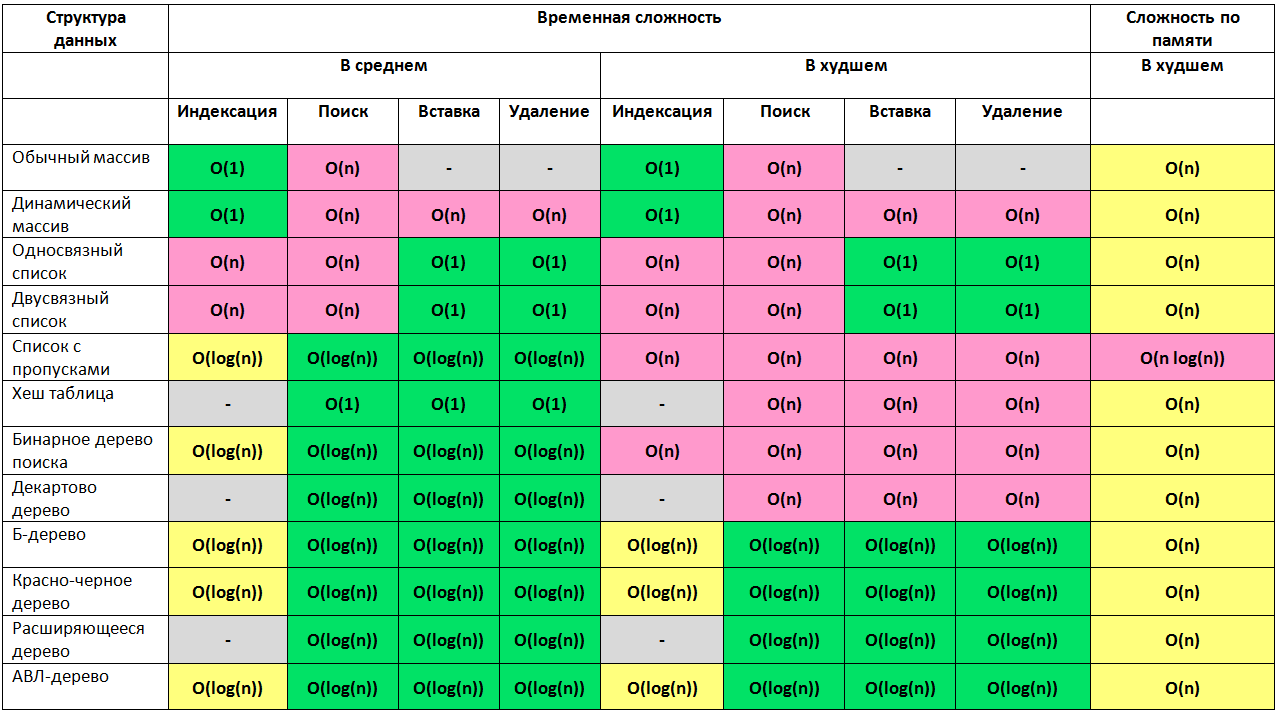 Структура данных Временная сложность Сложность по памяти
В среднем В худшем В худшем
Индексация Поиск Вставка Удаление Индексация Поиск Вставка Удаление
Обычный массив O(1) O(n) - - O(1) O(n) - - O(n)
Динамический массив O(1) O(n) O(n) O(n) O(1) O(n) O(n) O(n) O(n)
Односвязный список O(n) O(n) O(1) O(1) O(n) O(n) O(1) O(1) O(n)
Двусвязный список O(n) O(n) O(1) O(1) O(n) O(n) O(1) O(1) O(n)
Список с пропусками O(log(n)) O(log(n)) O(log(n)) O(log(n)) O(n) O(n) O(n) O(n) O(n log(n))
Хеш таблица - O(1) O(1) O(1) - O(n) O(n) O(n) O(n)
Бинарное дерево поиска O(log(n)) O(log(n)) O(log(n)) O(log(n)) O(n) O(n) O(n) O(n) O(n)
Декартово дерево - O(log(n)) O(log(n)) O(log(n)) - O(n) O(n) O(n) O(n)
Б-дерево O(log(n)) O(log(n)) O(log(n)) O(log(n)) O(log(n)) O(log(n)) O(log(n)) O(log(n)) O(n)
Красно-черное дерево O(log(n)) O(log(n)) O(log(n)) O(log(n)) O(log(n)) O(log(n)) O(log(n)) O(log(n)) O(n)
Расширяющееся дерево - O(log(n)) O(log(n)) O(log(n)) - O(log(n)) O(log(n)) O(log(n)) O(n)
АВЛ-дерево O(log(n)) O(log(n)) O(log(n)) O(log(n)) O(log(n)) O(log(n)) O(log(n)) O(log(n)) O(n)